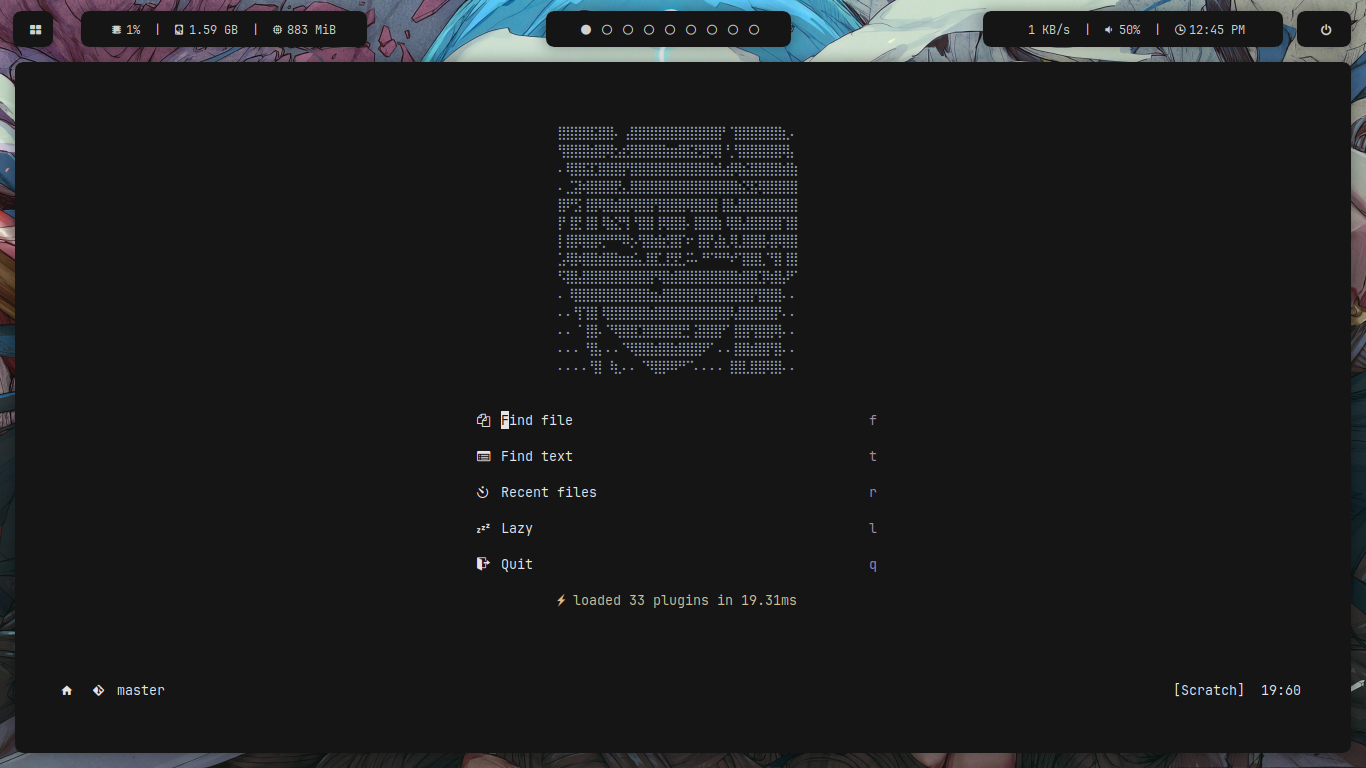 1% | 1.59 GB | 883 MiB
1 KB/s | 50% | 12:45 PM
Find file f
Find text t
Recent files r
Lazy l
Quit q
loaded 33 plugins in 19.31ms
master
[Scratch] 19:60